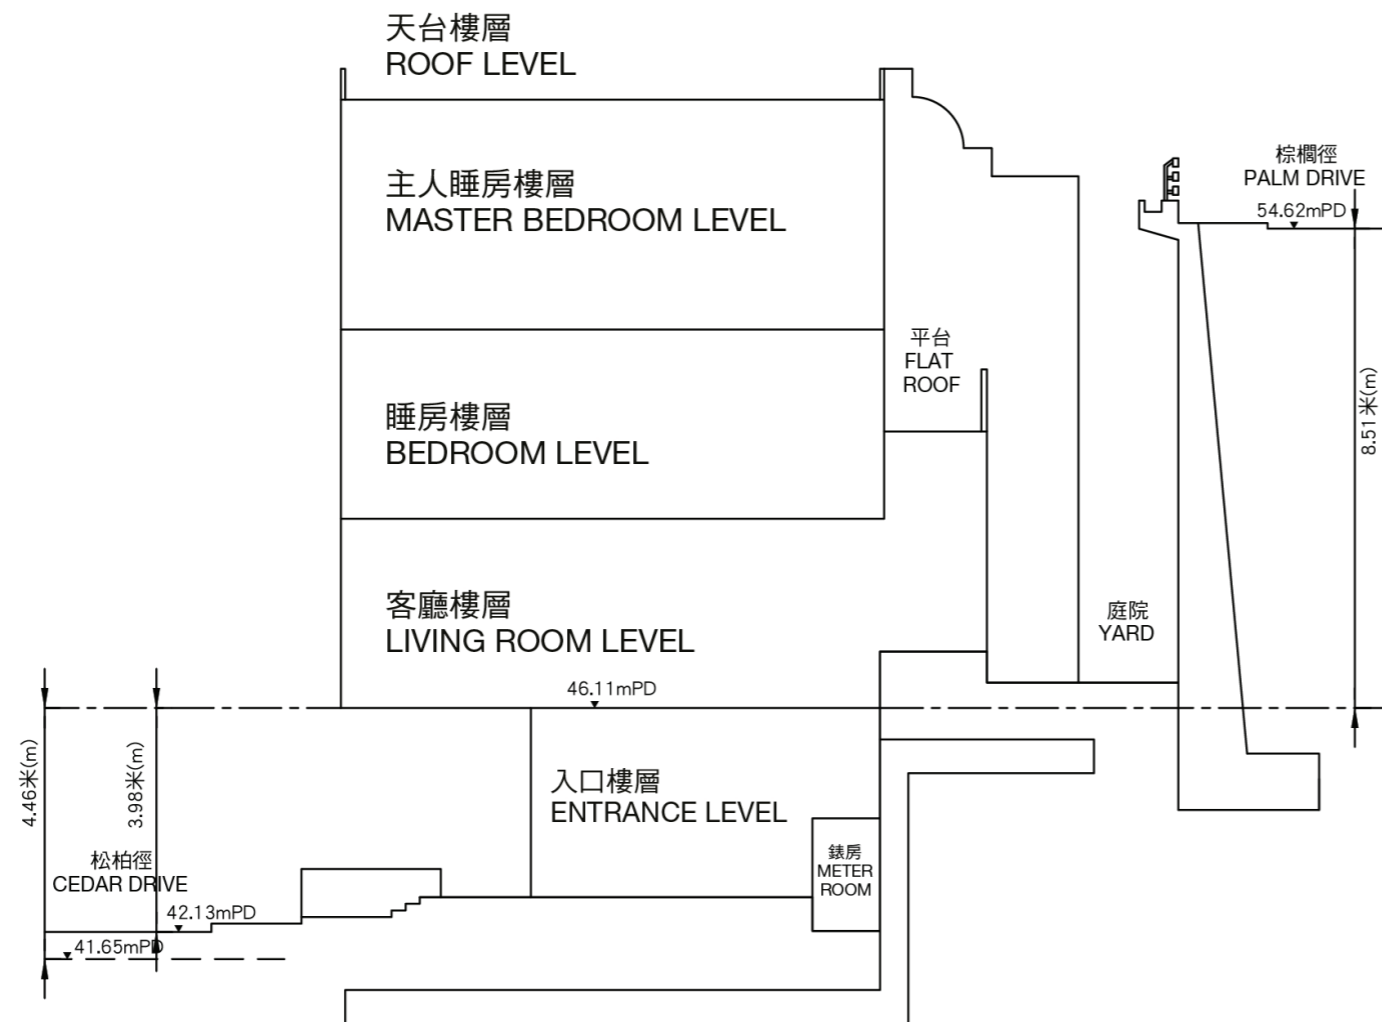 天台樓層
ROOF LEVEL
主人睡房樓層
MASTER BEDROOM LEVEL
棕櫚徑
PALM DRIVE
54.62mPD
平台
FLAT
ROOF
8.51米(m)
睡房樓層
BEDROOM LEVEL
客廳樓層
LIVING ROOM LEVEL
庭院
YARD
46.11mPD
4.46米(m)
3.98米(m)
入口樓層
ENTRANCE LEVEL
錶房
METER
ROOM
松柏徑
CEDAR DRIVE
42.13mPD
41.65mPD